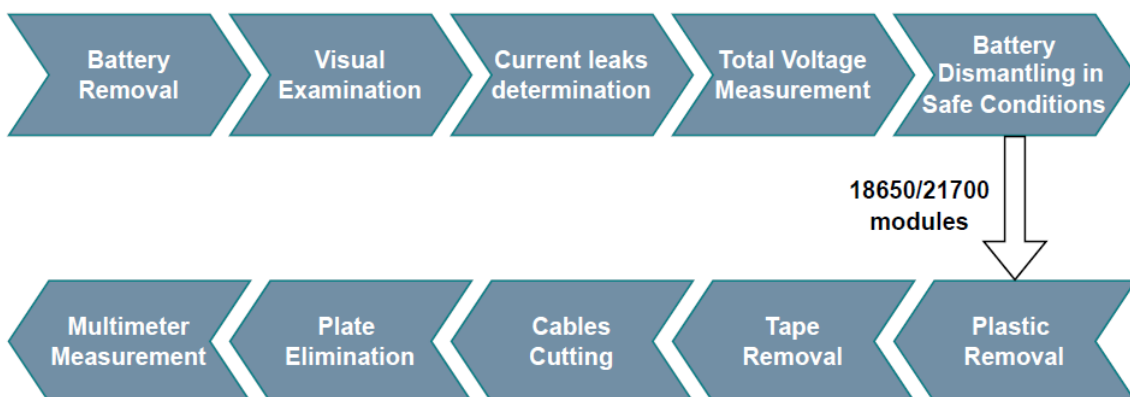 Battery
Removal
Visual
Examination
Current leaks
determination
Total Voltage
Measurement
Battery
Dismantling in
Safe Conditions
18650/21700
modules
Plastic
Removal
Tape
Removal
Cables
Cutting
Plate
Elimination
Multimeter
Measurement